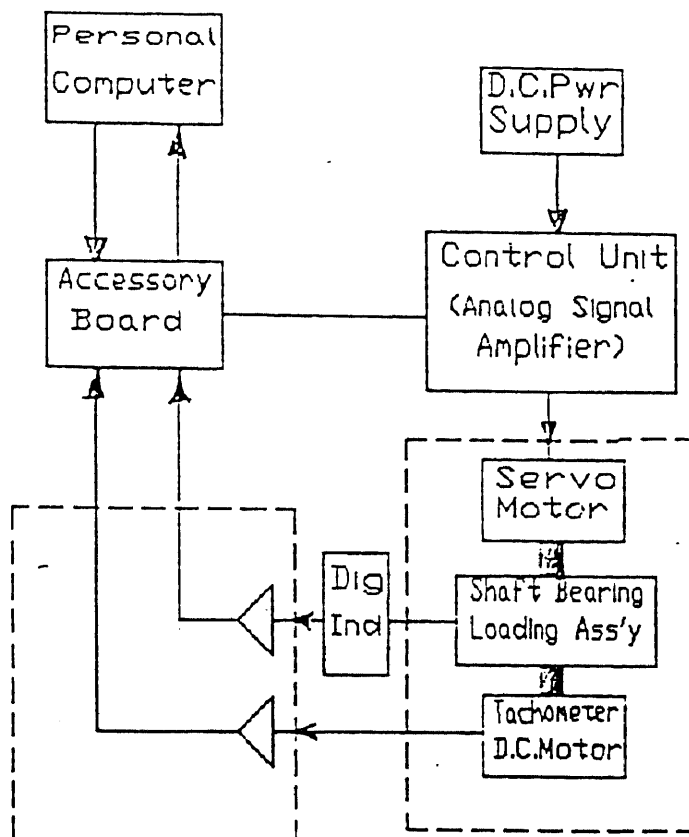 Personal
Computer
D.C.Pwr
Supply
Accessory
Board
Control Unit
(Analog Signal
Amplifier)
Servo
Motor
Dig
Ind
Shaft Bearing
Loading Ass'y
Tachometer
D.C.Motor